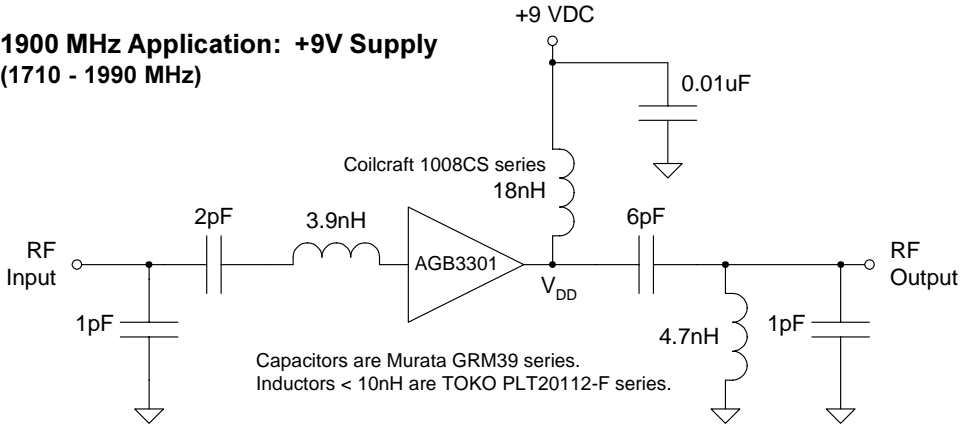 +9 VDC
1900 MHz Application: +9V Supply
(1710 - 1990 MHz)
0.01uF
Coilcraft 1008CS series
18nH
2pF
3.9nH
6pF
RF
Input
AGB3301
VDD
RF
Output
1pF
4.7nH
1pF
Capacitors are Murata GRM39 series.
Inductors < 10nH are TOKO PLT20112-F series.